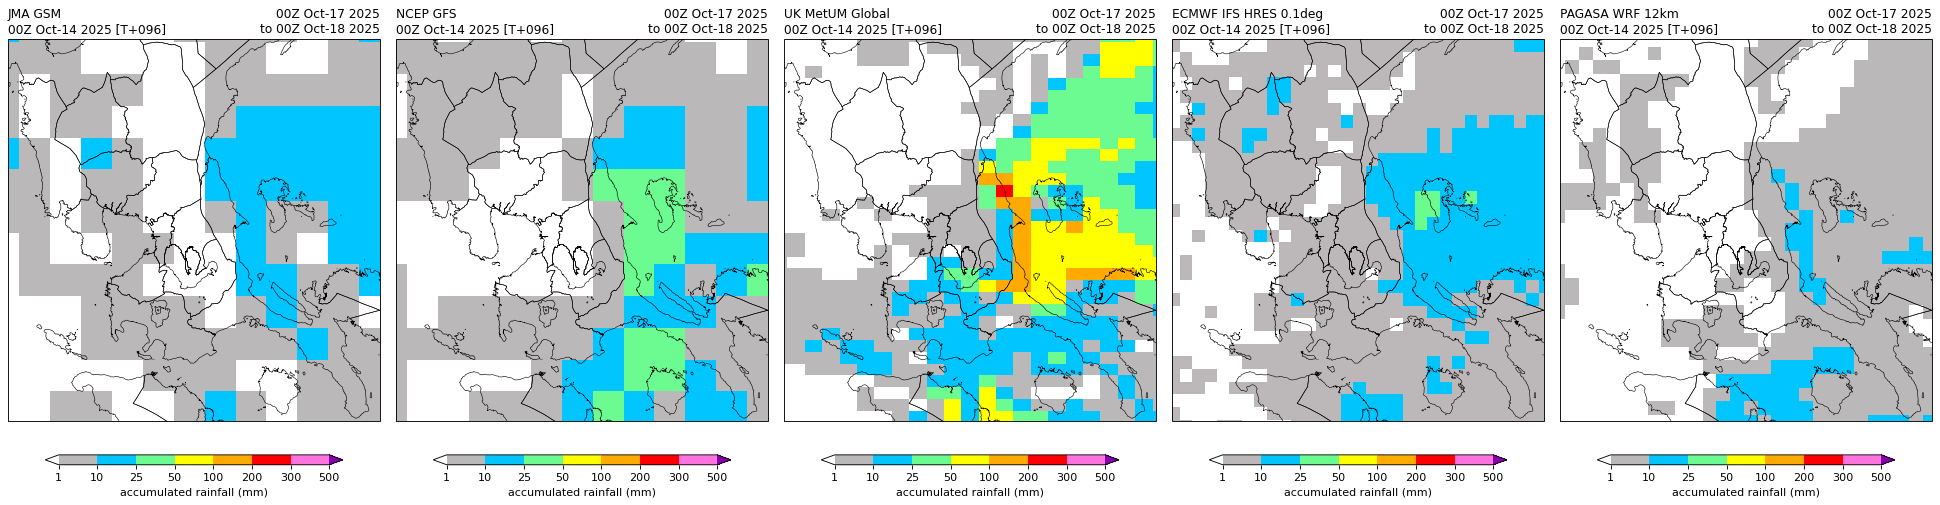 JMA GSM 00Z Oct-17 2025
00Z Oct-14 2025 [T+096] to 00Z Oct-18 2025
1 10 25 50 100 200 300 500
accumulated rainfall (mm)
NCEP GFS 00Z Oct-17 2025
00Z Oct-14 2025 [T+096] to 00Z Oct-18 2025
1 10 25 50 100 200 300 500
accumulated rainfall (mm)
UK MetUM Global 00Z Oct-17 2025
00Z Oct-14 2025 [T+096] to 00Z Oct-18 2025
1 10 25 50 100 200 300 500
accumulated rainfall (mm)
ECMWF IFS HRES 0.1deg 00Z Oct-17 2025
00Z Oct-14 2025 [T+096] to 00Z Oct-18 2025
1 10 25 50 100 200 300 500
accumulated rainfall (mm)
PAGASA WRF 12km 00Z Oct-17 2025
00Z Oct-14 2025 [T+096] to 00Z Oct-18 2025
1 10 25 50 100 200 300 500
accumulated rainfall (mm)